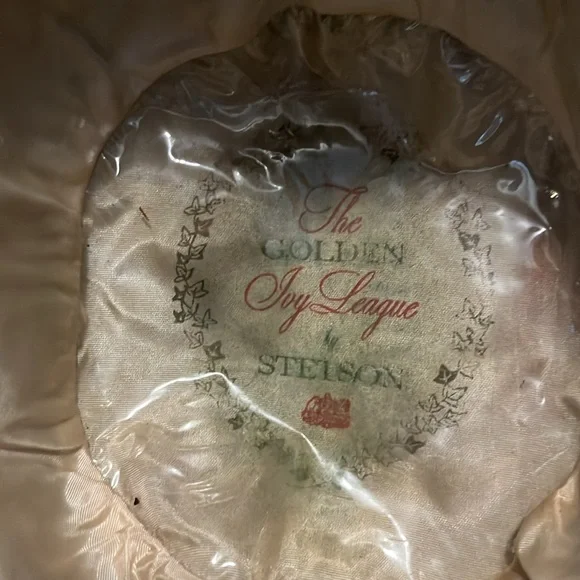 The
GOLDEN
Ivy League
by
STETSON